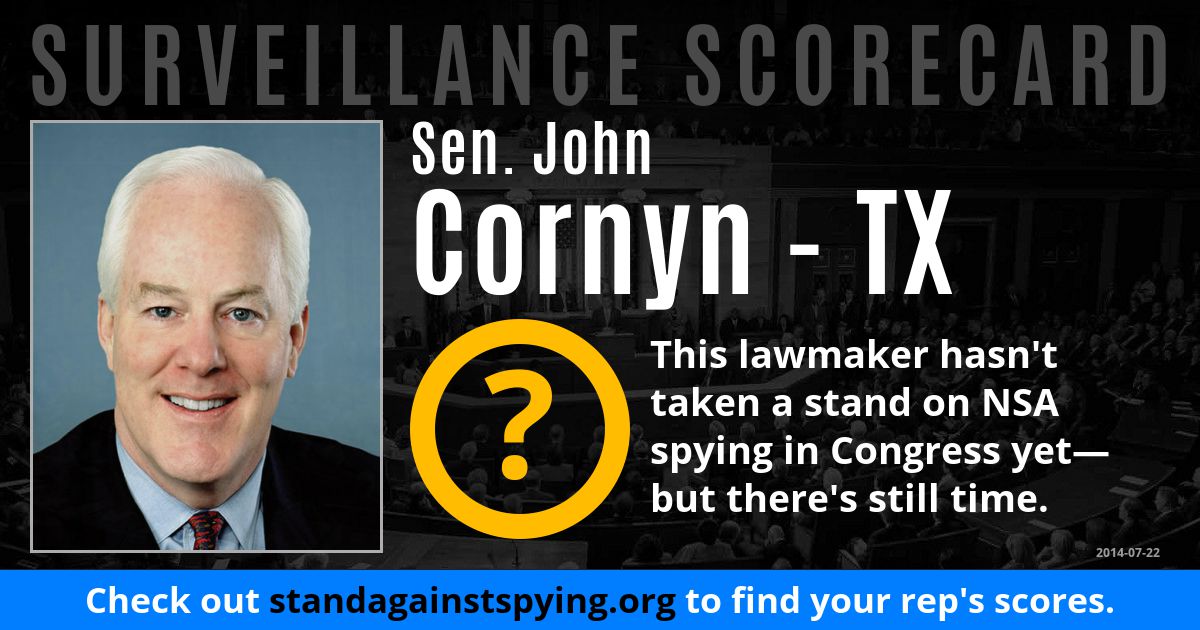 SURVEILLANCE SCORECARD
Sen. John
Cornyn - TX
?
This lawmaker hasn't
taken a stand on NSA
spying in Congress yet—
but there's still time.
2014-07-22
Check out standagainstspying.org to find your rep's scores.